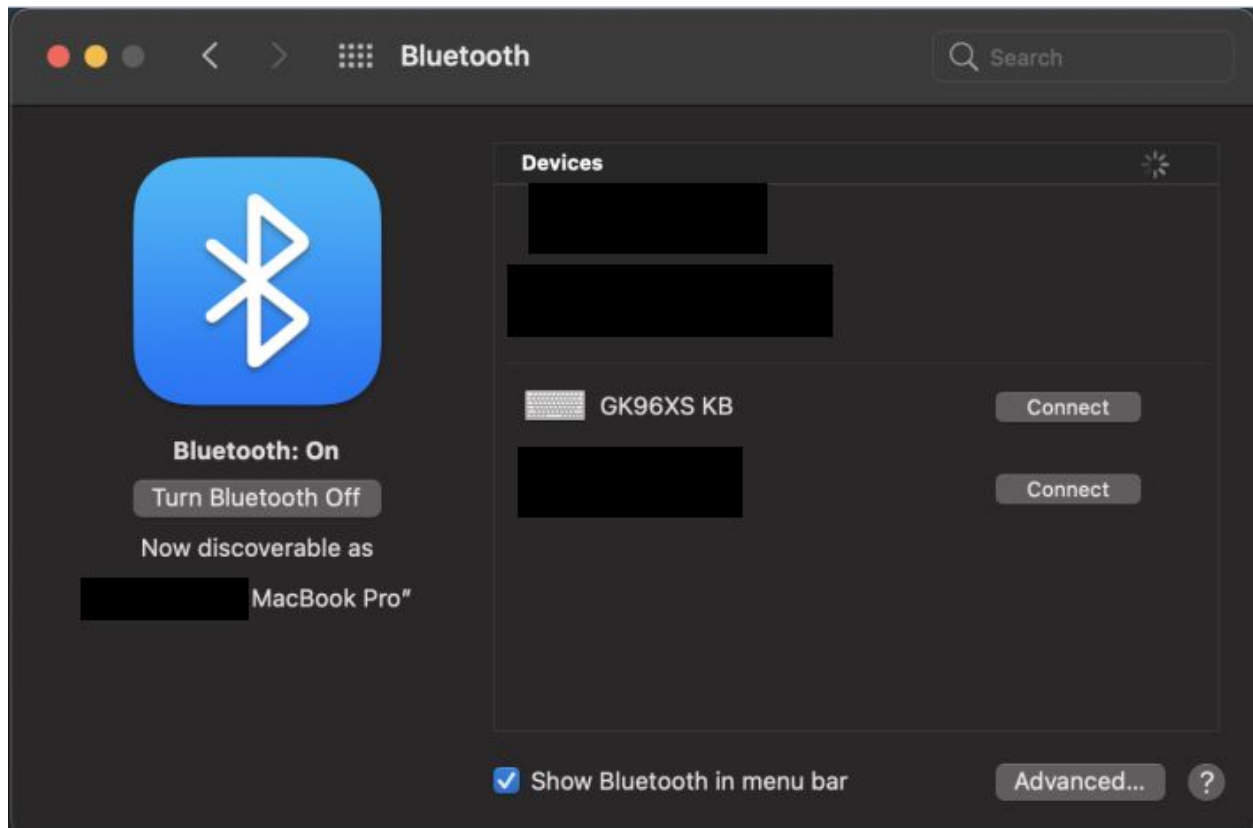 Bluetooth
Search
Devices
GK96XS KB
Connect
Connect
Bluetooth: On
Turn Bluetooth Off
Now discoverable as
MacBook Pro”
Show Bluetooth in menu bar
Advanced...
?